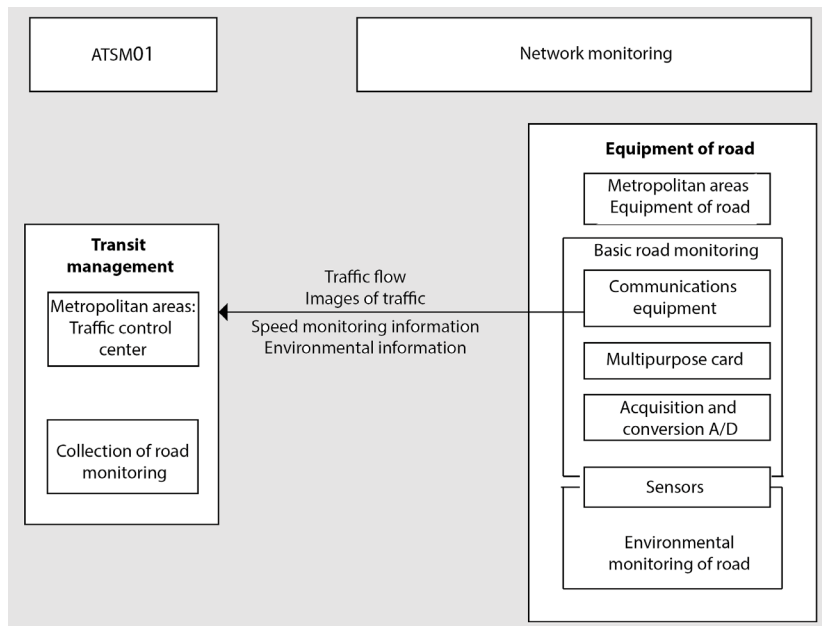 ATSM01
Network monitoring
Equipment of road
Metropolitan areas
Equipment of road
Basic road monitoring
Communications
equipment
Multipurpose card
Acquisition and
conversion A/D
Sensors
Environmental
monitoring of road
Transit
management
Metropolitan areas:
Traffic control
center
Collection of road
monitoring
Traffic flow
Images of traffic
Speed monitoring information
Environmental information